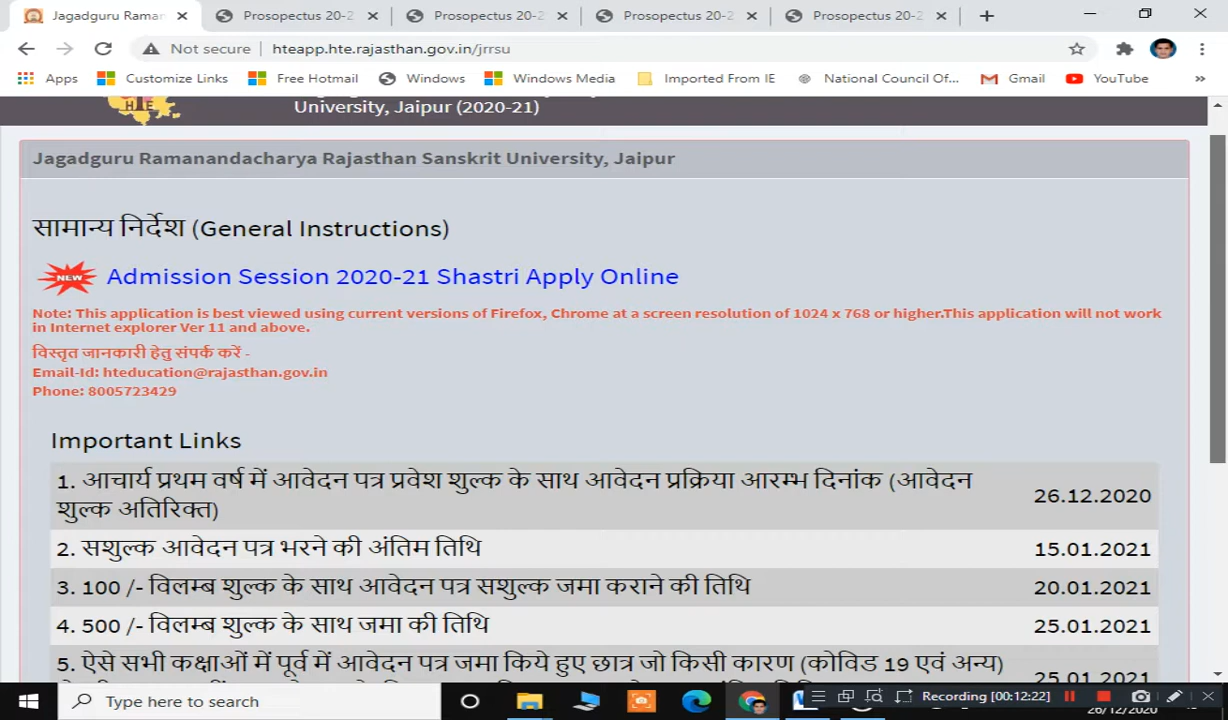 Jagadguru Raman
Prosopectus 20-2
Prosopectus 20-2
Prosopectus 20-2
Prosopectus 20-2
Not secure
hteapp.hte.rajasthan.gov.in/jrrsu
Apps
Customize Links
Free Hotmail
Windows
Windows Media
Imported From IE
National Council Of...
Gmail
YouTube
»
HTE
University, Jaipur (2020-21)
Jagadguru Ramanandacharya Rajasthan Sanskrit University, Jaipur
सामान्य निर्देश (General Instructions)
NEW Admission Session 2020-21 Shastri Apply Online
Note: This application is best viewed using current versions of Firefox, Chrome at a screen resolution of 1024 x 768 or higher.This application will not work
in Internet explorer Ver 11 and above.
विस्तृत जानकारी हेतु संपर्क करें -
Email-Id: hteducation@rajasthan.gov.in
Phone: 8005723429
Important Links
1. आचार्य प्रथम वर्ष में आवेदन पत्र प्रवेश शुल्क के साथ आवेदन प्रक्रिया आरम्भ दिनांक (आवेदन
शुल्क अतिरिक्त)
26.12.2020
2. सशुल्क आवेदन पत्र भरने की अंतिम तिथि
15.01.2021
3. 100 /- विलम्ब शुल्क के साथ आवेदन पत्र सशुल्क जमा कराने की तिथि
20.01.2021
4. 500 /- विलम्ब शुल्क के साथ जमा की तिथि
25.01.2021
5. ऐसे सभी कक्षाओं में पूर्व में आवेदन पत्र जमा किये हुए छात्र जो किसी कारण (कोविड 19 एवं अन्य)
25.01.2021
Type here to search
Recording [00:12:22]
26/12/2020